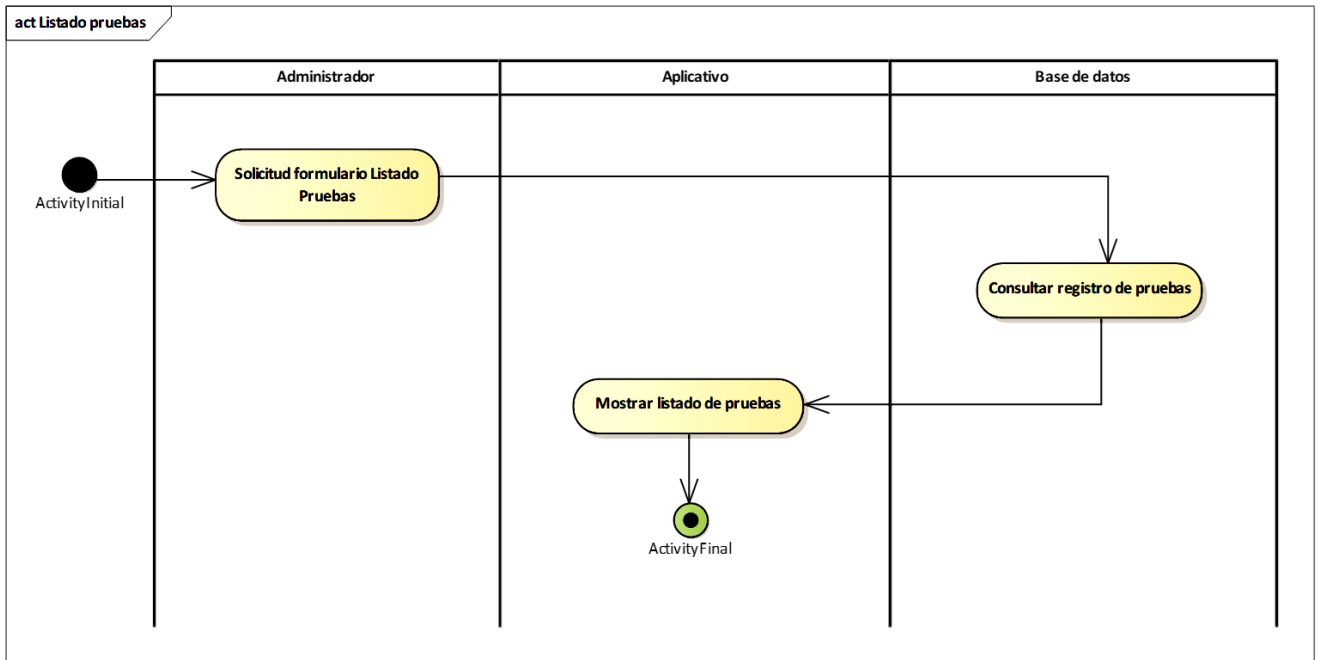 act Listado pruebas
Administrador
Aplicativo
Base de datos
ActivityInitial
Solicitud formulario Listado
Pruebas
Consultar registro de pruebas
Mostrar listado de pruebas
ActivityFinal